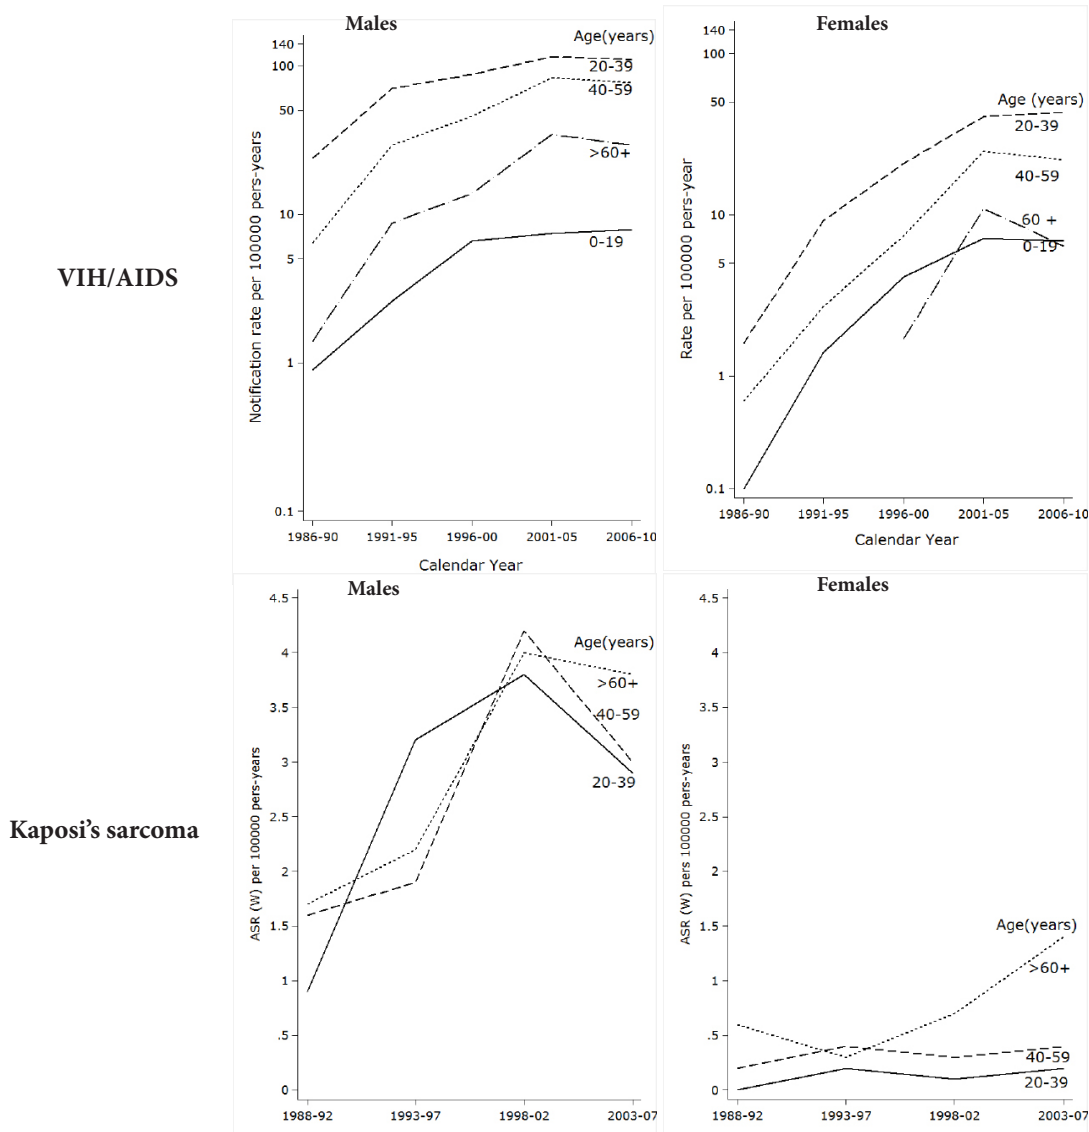 Males
Age(years)
140
100
50
10
5
1
0.1
20-39
40-59
>60+
0-19
Notification rate per 100000 pers-years
1986-90 1991-95 1996-00 2001-05 2006-10
Calendar Year
Females
Age (years)
140
100
50
10
5
1
0.1
20-39
40-59
60 +
0-19
Rate per 100000 pers-year
1986-90 1991-95 1996-00 2001-05 2006-10
Calendar Year
VIH/AIDS
Males
Age(years)
4.5
4
3.5
3
2.5
2
1.5
1
.5
0
>60+
40-59
20-39
ASR (W) per 100000 pers-years
1988-92 1993-97 1998-02 2003-07
Females
Age(years)
4.5
4
3.5
3
2.5
2
1.5
1
.5
0
>60+
40-59
20-39
ASR (W) pers 100000 pers-years
1988-92 1993-97 1998-02 2003-07
Kaposi's sarcoma